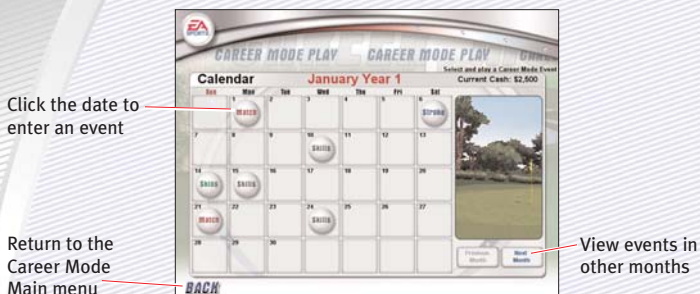 EA
SPORTS
CAREER MODE PLAY CAREER MODE PLAY
Select and play a Career Mode Event
Calendar January Year 1 Current Cash: $2,500
Sun Mon Tue Wed Thu Fri Sat
1 2 3 4 5 6
Match Stroke
7 8 9 10 11 12 13
Skills
14 15 16 17 18 19 20
Skins Skills
21 22 23 24 25 26 27
Match Skills
28 29 30
Previous Month Next Month
BACK
Click the date to
enter an event
Return to the
Career Mode
Main menu
View events in
other months